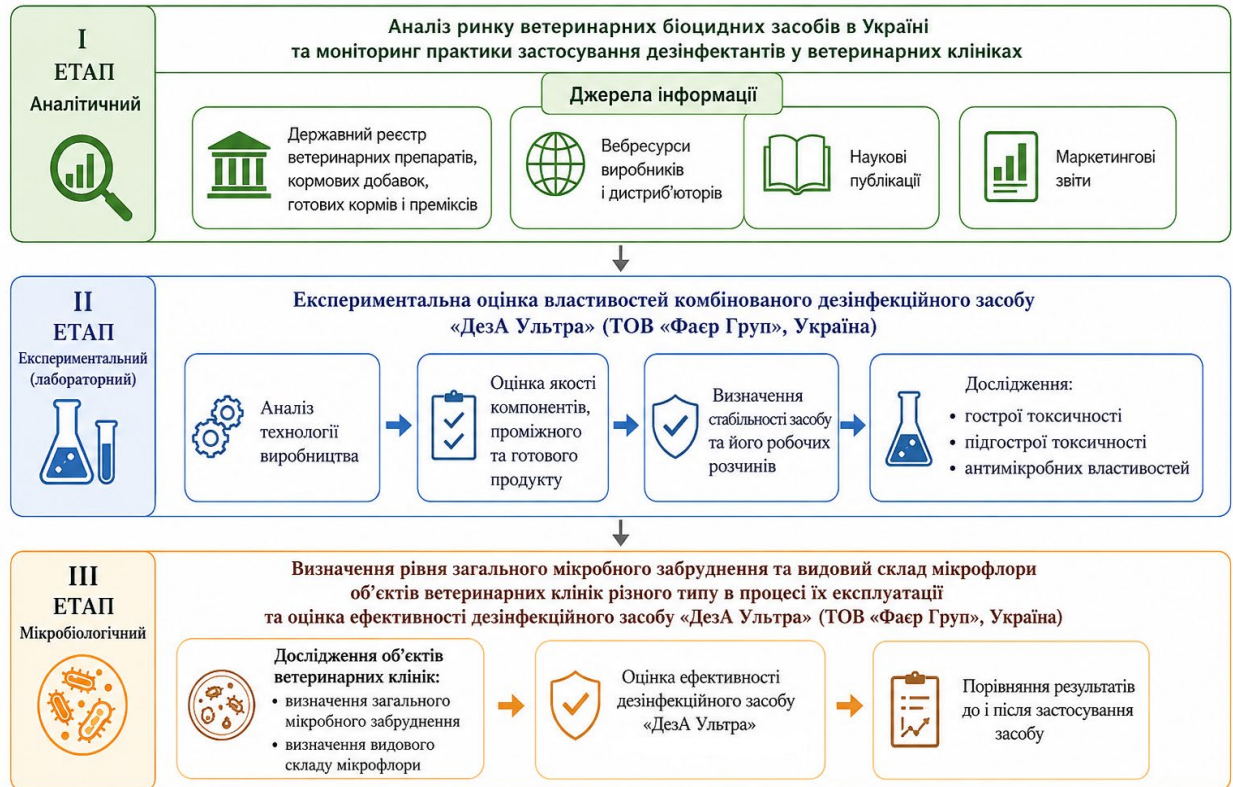 I
ЕТАП
Аналітичний
Аналіз ринку ветеринарних біоцидних засобів в Україні
та моніторинг практики застосування дезінфектантів у ветеринарних клініках
Джерела інформації
Державний реєстр
ветеринарних препаратів,
кормових добавок,
готових кормів і преміксів
Вебресурси
виробників
і дистриб'юторів
Наукові
публікації
Маркетингові
звіти
II
ЕТАП
Експериментальний
(лабораторний)
Експериментальна оцінка властивостей комбінованого дезінфекційного засобу
«ДезА Ультра» (ТОВ «Фаєр Груп», Україна)
Аналіз
технології
виробництва
Оцінка якості
компонентів,
проміжного
та готового
продукту
Визначення
стабільності засобу
та його робочих
розчинів
Дослідження:
• гострої токсичності
• підгострої токсичності
• антимікробних властивостей
III
ЕТАП
Мікробіологічний
Визначення рівня загального мікробного забруднення та видовий склад мікрофлори
об'єктів ветеринарних клінік різного типу в процесі їх експлуатації
та оцінка ефективності дезінфекційного засобу «ДезА Ультра» (ТОВ «Фаєр Груп», Україна)
Дослідження об'єктів
ветеринарних клінік:
• визначення загального
мікробного забруднення
• визначення видового
складу мікрофлори
Оцінка ефективності
дезінфекційного засобу
«ДезА Ультра»
Порівняння результатів
до і після застосування
засобу